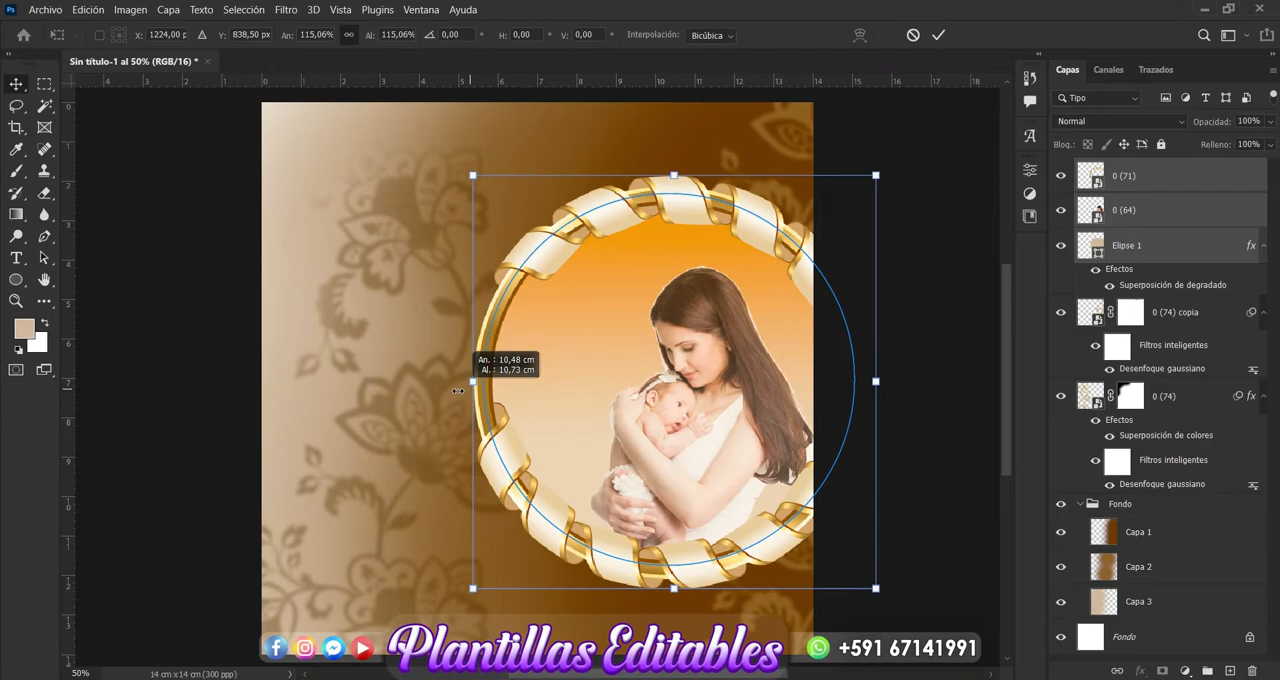 Ps Archivo Edición Imagen Capa Texto Selección Filtro 3D Vista Plugins Ventana Ayuda
X: 1224,00 p Y: 838,50 px An: 115,06% Al: 115,06% 0,00 ° H: 0,00 ° V: 0,00 ° Interpolación: Bicúbica
Sin título-1 al 50% (RGB/16) * ×
Capas Canales Trazados
Tipo
Normal Opacidad: 100%
Bloq.: Relleno: 100%
0 (71)
0 (64)
Elipse 1 fx
Efectos
Superposición de degradado
0 (74) copia
Filtros inteligentes
Desenfoque gaussiano
0 (74) fx
Efectos
Superposición de colores
Filtros inteligentes
Desenfoque gaussiano
Fondo
Capa 1
Capa 2
Capa 3
Fondo
An. : 10,48 cm
Al. : 10,73 cm
Plantillas Editables +591 67141991
50% 14 cm x 14 cm (300 ppp)